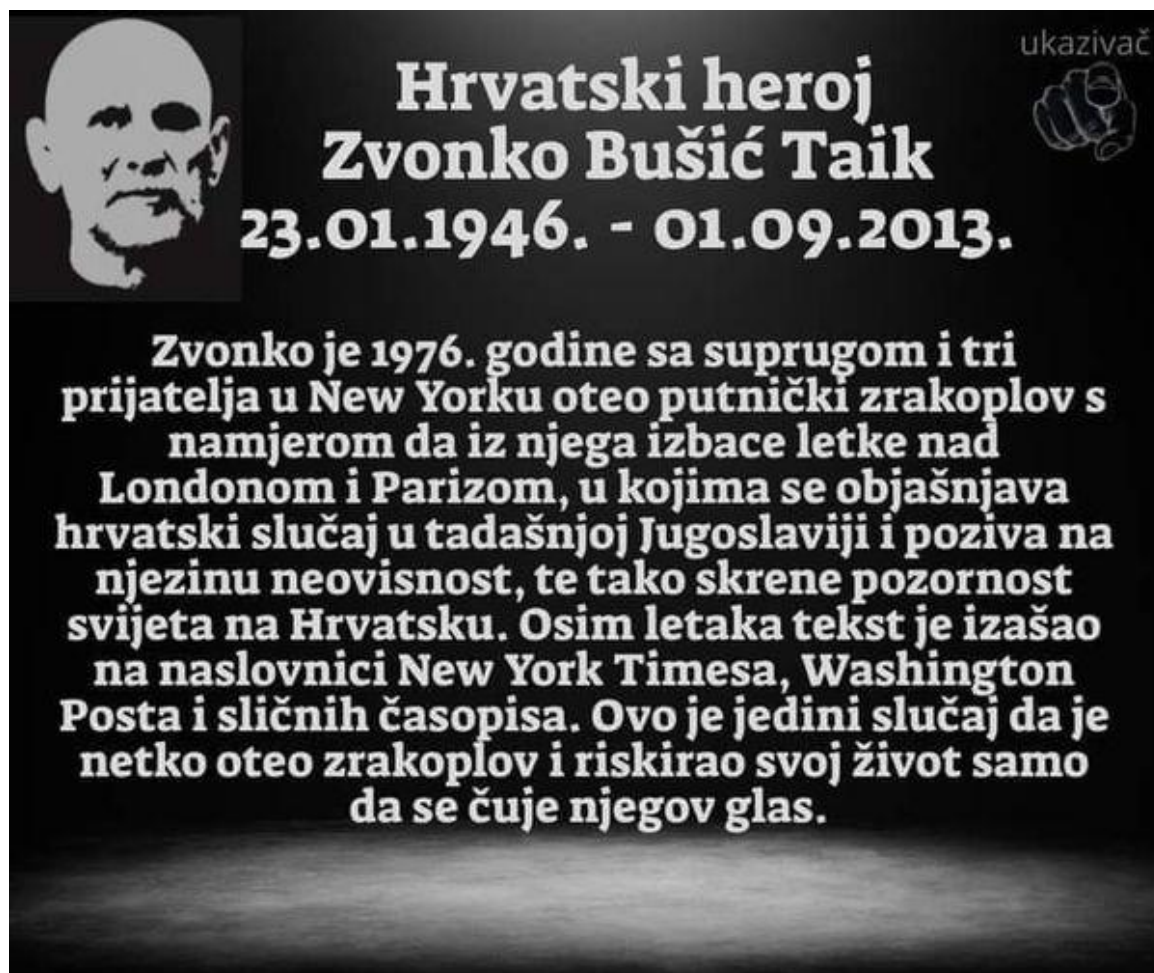 ukazivač
Hrvatski heroj
Zvonko Bušić Taik
23.01.1946. - 01.09.2013.
Zvonko je 1976. godine sa suprugom i tri
prijatelja u New Yorku oteo putnički zrakoplov s
namjerom da iz njega izbace letke nad
Londonom i Parizom, u kojima se objašnjava
hrvatski slučaj u tadašnjoj Jugoslaviji i poziva na
njezinu neovisnost, te tako skrene pozornost
svijeta na Hrvatsku. Osim letaka tekst je izašao
na naslovnici New York Timesa, Washington
Posta i sličnih časopisa. Ovo je jedini slučaj da je
netko oteo zrakoplov i riskirao svoj život samo
da se čuje njegov glas.